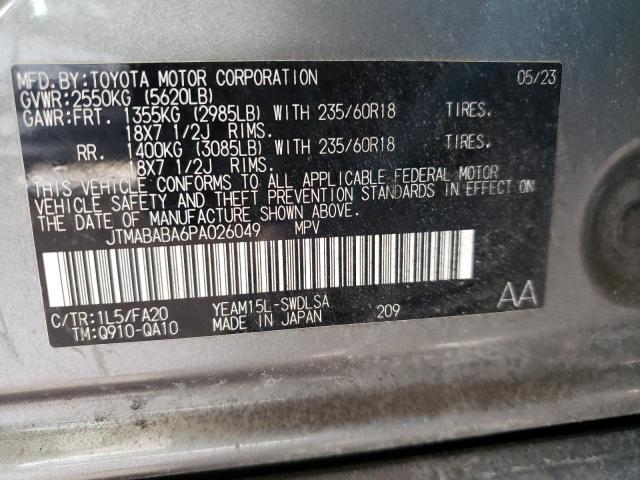 MFD.BY:TOYOTA MOTOR CORPORATION 05/23
GVWR:2550KG (5620LB)
GAWR:FRT. 1355KG (2985LB) WITH 235/60R18 TIRES.
18X7 1/2J RIMS.
RR. 1400KG (3085LB) WITH 235/60R18 TIRES.
18X7 1/2J RIMS.
THIS VEHICLE CONFORMS TO ALL APPLICABLE FEDERAL MOTOR
VEHICLE SAFETY AND THEFT PREVENTION STANDARDS IN EFFECT ON
THE DATE OF MANUFACTURE SHOWN ABOVE.
JTMABABA6PA026049 MPV
C/TR:1L5/FA20 YEAM15L-SWDLSA 209 AA
TM:Q910-QA10 MADE IN JAPAN